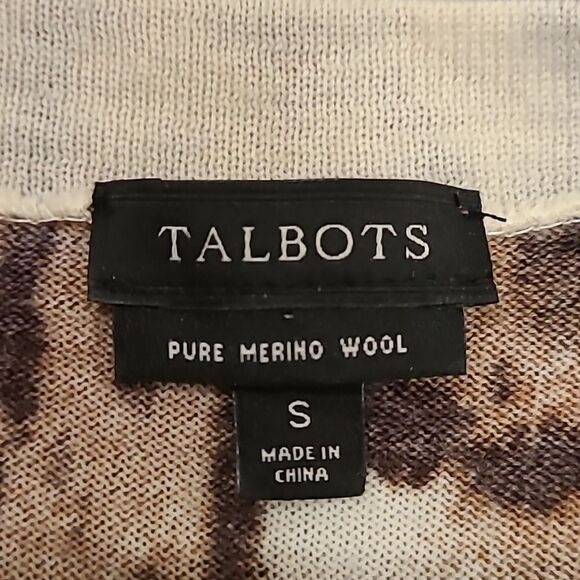 TALBOTS
PURE MERINO WOOL
S
MADE IN
CHINA